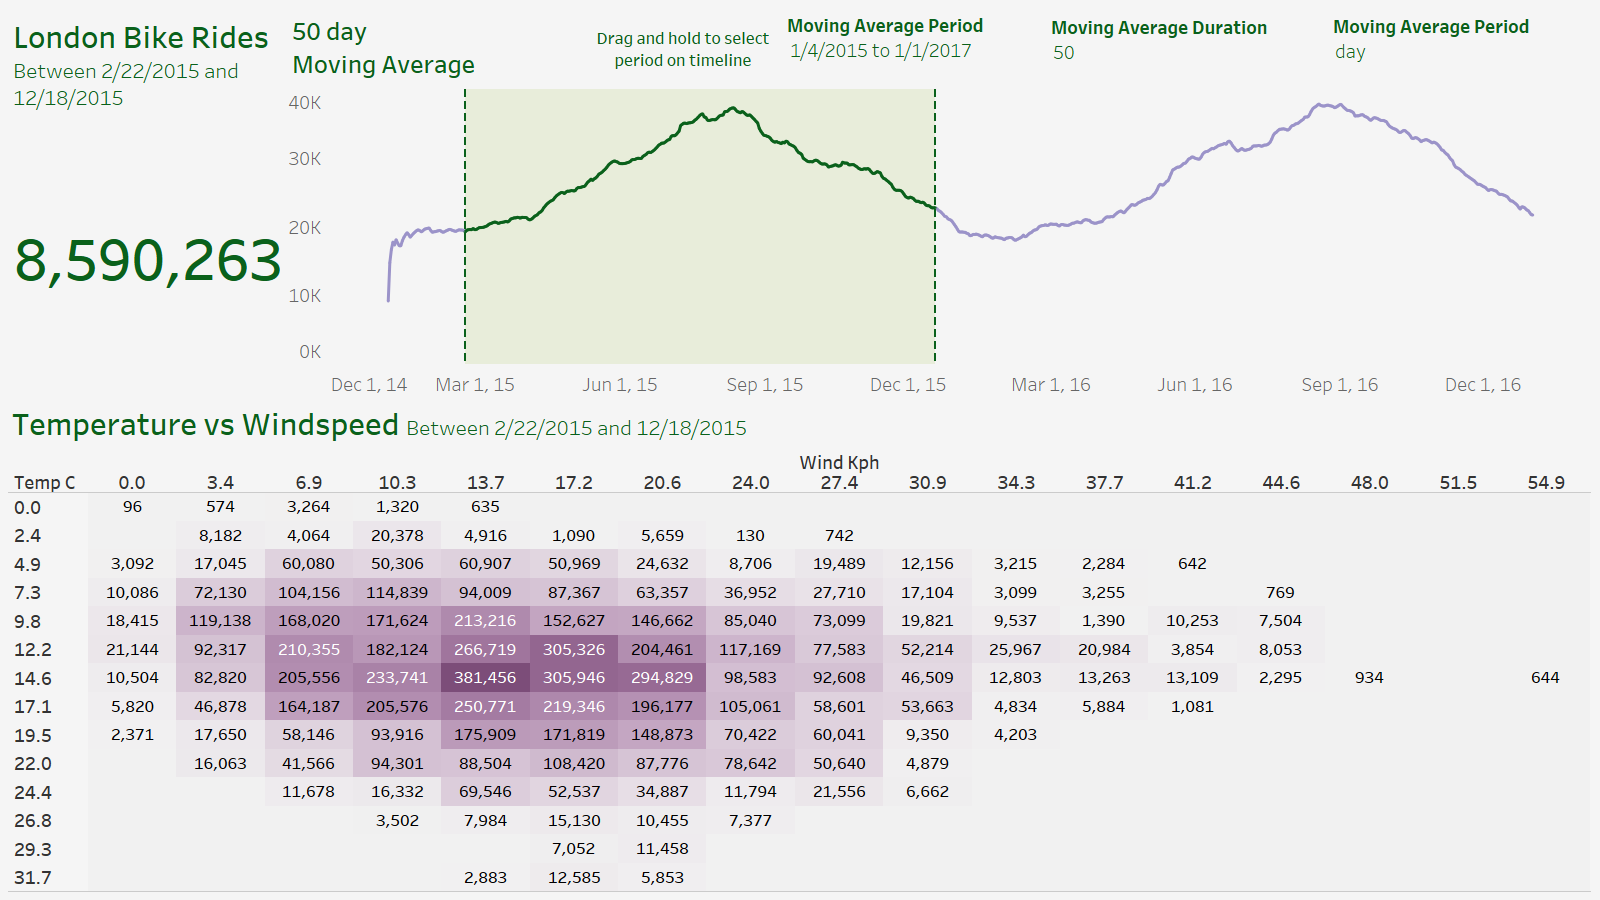 London Bike Rides
Between 2/22/2015 and
12/18/2015
8,590,263
50 day
Moving Average
Drag and hold to select
period on timeline
Moving Average Period
1/4/2015 to 1/1/2017
Moving Average Duration
50
Moving Average Period
day
40K
30K
20K
10K
0K
Dec 1, 14 Mar 1, 15 Jun 1, 15 Sep 1, 15 Dec 1, 15 Mar 1, 16 Jun 1, 16 Sep 1, 16 Dec 1, 16
Temperature vs Windspeed Between 2/22/2015 and 12/18/2015
Wind Kph
Temp C 0.0 3.4 6.9 10.3 13.7 17.2 20.6 24.0 27.4 30.9 34.3 37.7 41.2 44.6 48.0 51.5 54.9
0.0 96 574 3,264 1,320 635
2.4 8,182 4,064 20,378 4,916 1,090 5,659 130 742
4.9 3,092 17,045 60,080 50,306 60,907 50,969 24,632 8,706 19,489 12,156 3,215 2,284 642
7.3 10,086 72,130 104,156 114,839 94,009 87,367 63,357 36,952 27,710 17,104 3,099 3,255 769
9.8 18,415 119,138 168,020 171,624 213,216 152,627 146,662 85,040 73,099 19,821 9,537 1,390 10,253 7,504
12.2 21,144 92,317 210,355 182,124 266,719 305,326 204,461 117,169 77,583 52,214 25,967 20,984 3,854 8,053
14.6 10,504 82,820 205,556 233,741 381,456 305,946 294,829 98,583 92,608 46,509 12,803 13,263 13,109 2,295 934 644
17.1 5,820 46,878 164,187 205,576 250,771 219,346 196,177 105,061 58,601 53,663 4,834 5,884 1,081
19.5 2,371 17,650 58,146 93,916 175,909 171,819 148,873 70,422 60,041 9,350 4,203
22.0 16,063 41,566 94,301 88,504 108,420 87,776 78,642 50,640 4,879
24.4 11,678 16,332 69,546 52,537 34,887 11,794 21,556 6,662
26.8 3,502 7,984 15,130 10,455 7,377
29.3 7,052 11,458
31.7 2,883 12,585 5,853